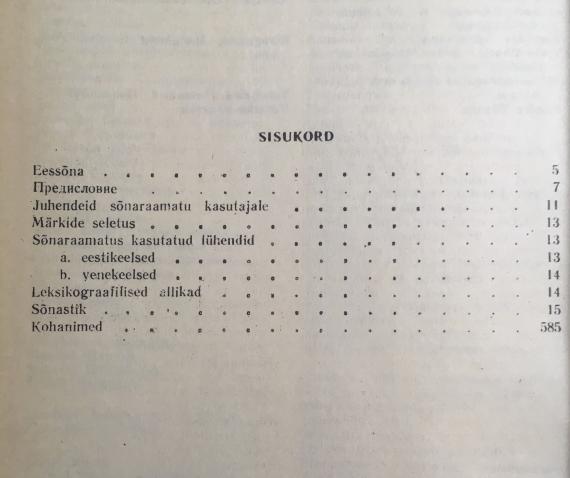 SISUKORD
Eessõna . . . . . . . . . . . . . . . . . . 5
Предисловие . . . . . . . . . . . . . . . . 7
Juhendeid sõnaraamatu kasutajale . . . . . . . . . . 11
Märkide seletus . . . . . . . . . . . . . . . . . 13
Sõnaraamatus kasutatud lühendid . . . . . . . . . . . 13
a. eestikeelsed . . . . . . . . . . . . . . . 13
b. venekeelsed . . . . . . . . . . . . . . . 14
Leksikograafilised allikad . . . . . . . . . . . . . 14
Sõnastik . . . . . . . . . . . . . . . . . . 15
Kohanimed . . . . . . . . . . . . . . . . . 585